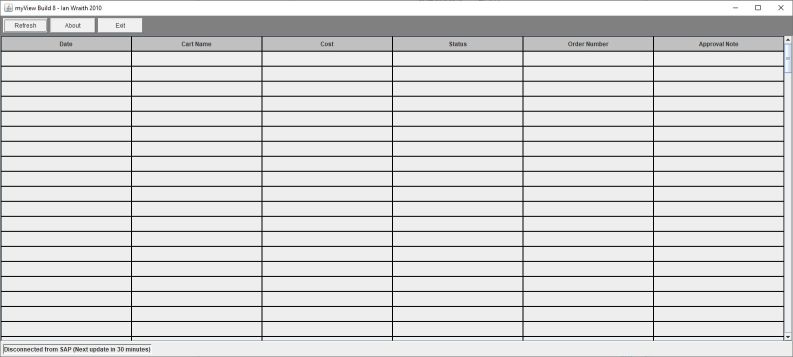 myView Build 8 - Ian Wraith 2010
Refresh About Exit
Date Cart Name Cost Status Order Number Approval Note
Disconnected from SAP (Next update in 30 minutes)